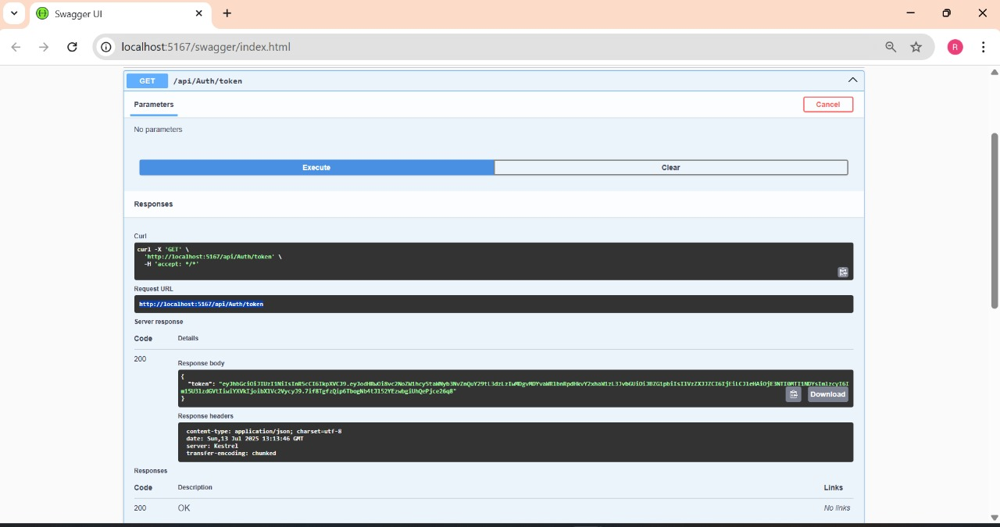 Swagger UI
localhost:5167/swagger/index.html
R
GET /api/Auth/token
Parameters
Cancel
No parameters
Execute
Clear
Responses
Curl
curl -X 'GET' \
'http://localhost:5167/api/Auth/token' \
-H 'accept: */*'
Request URL
http://localhost:5167/api/Auth/token
Server response
Code Details
200
Response body
{
"token":
}
Download
Response headers
content-type: application/json; charset=utf-8
date: Sun,13 Jul 2025 13:13:46 GMT
server: Kestrel
transfer-encoding: chunked
Responses
Code Description Links
200 OK No links